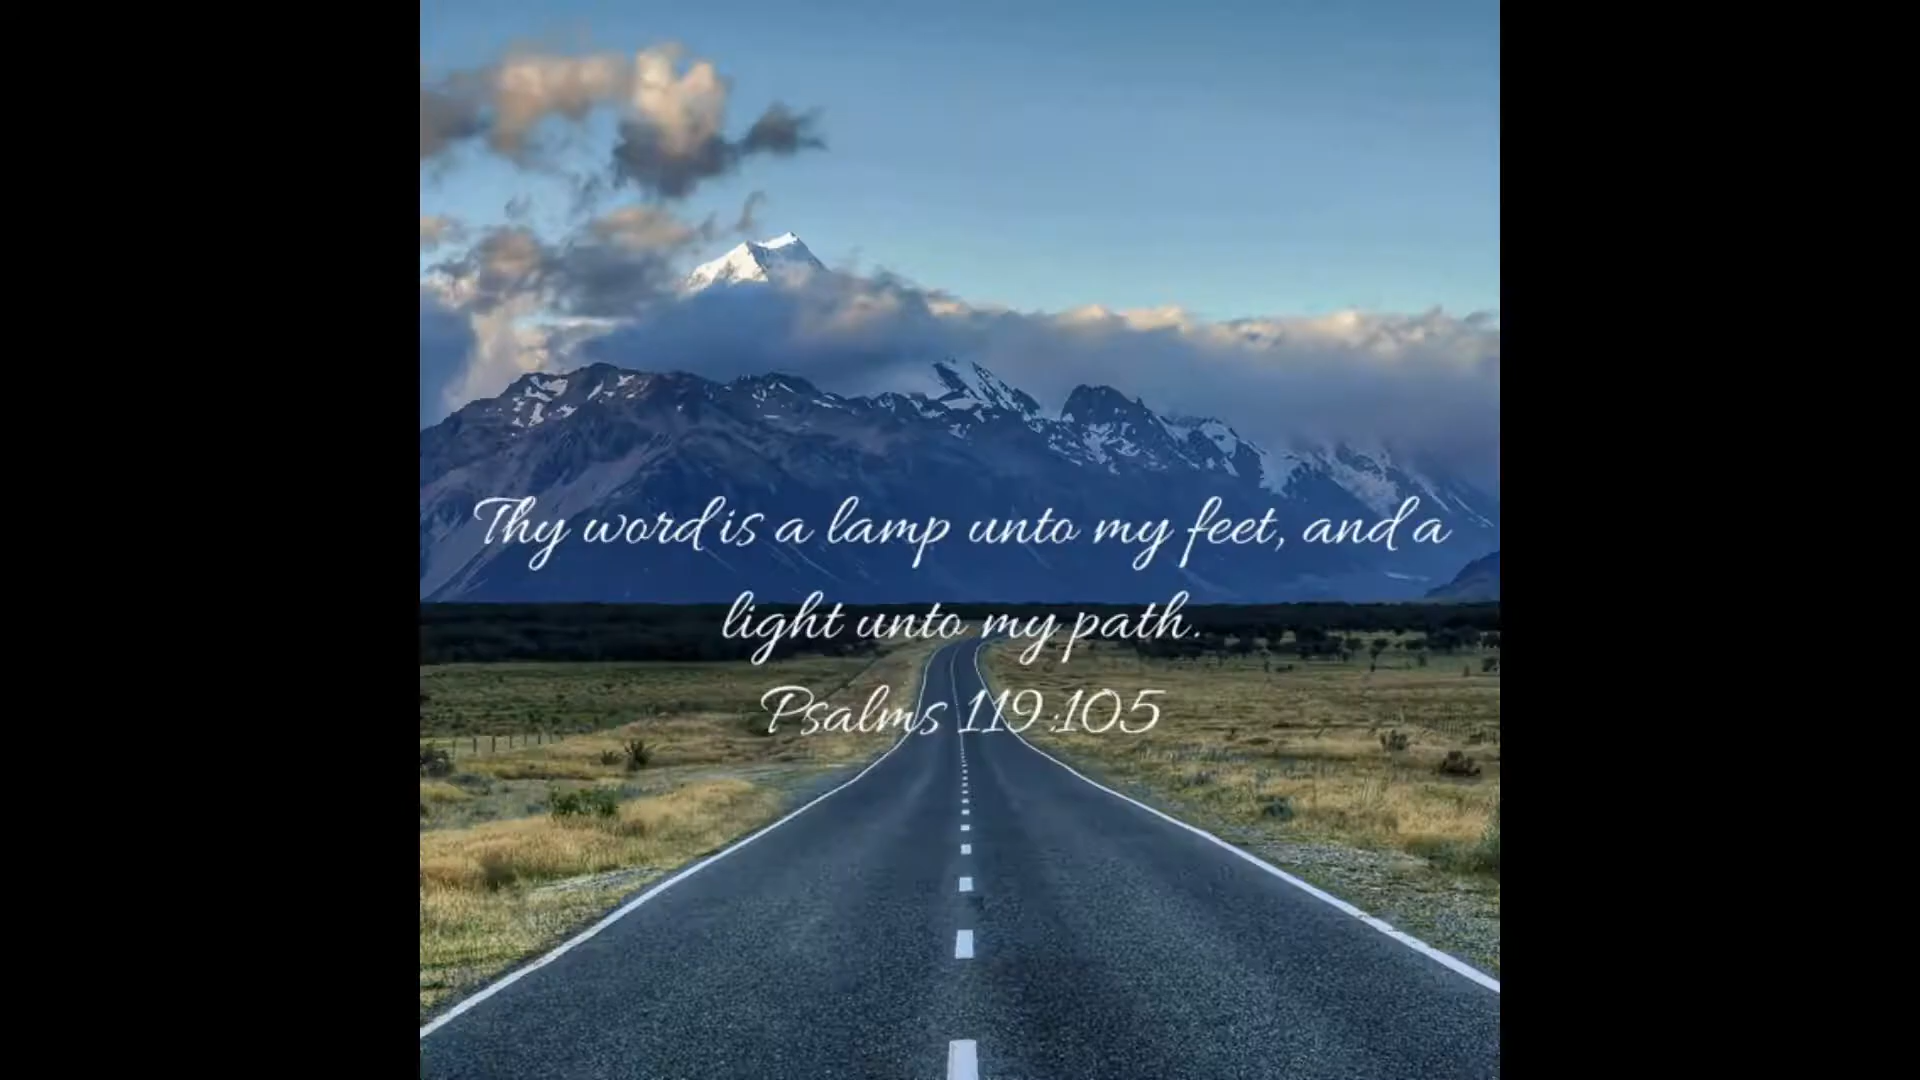 Thy word is a lamp unto my feet, and a
light unto my path.
Psalms 119:105